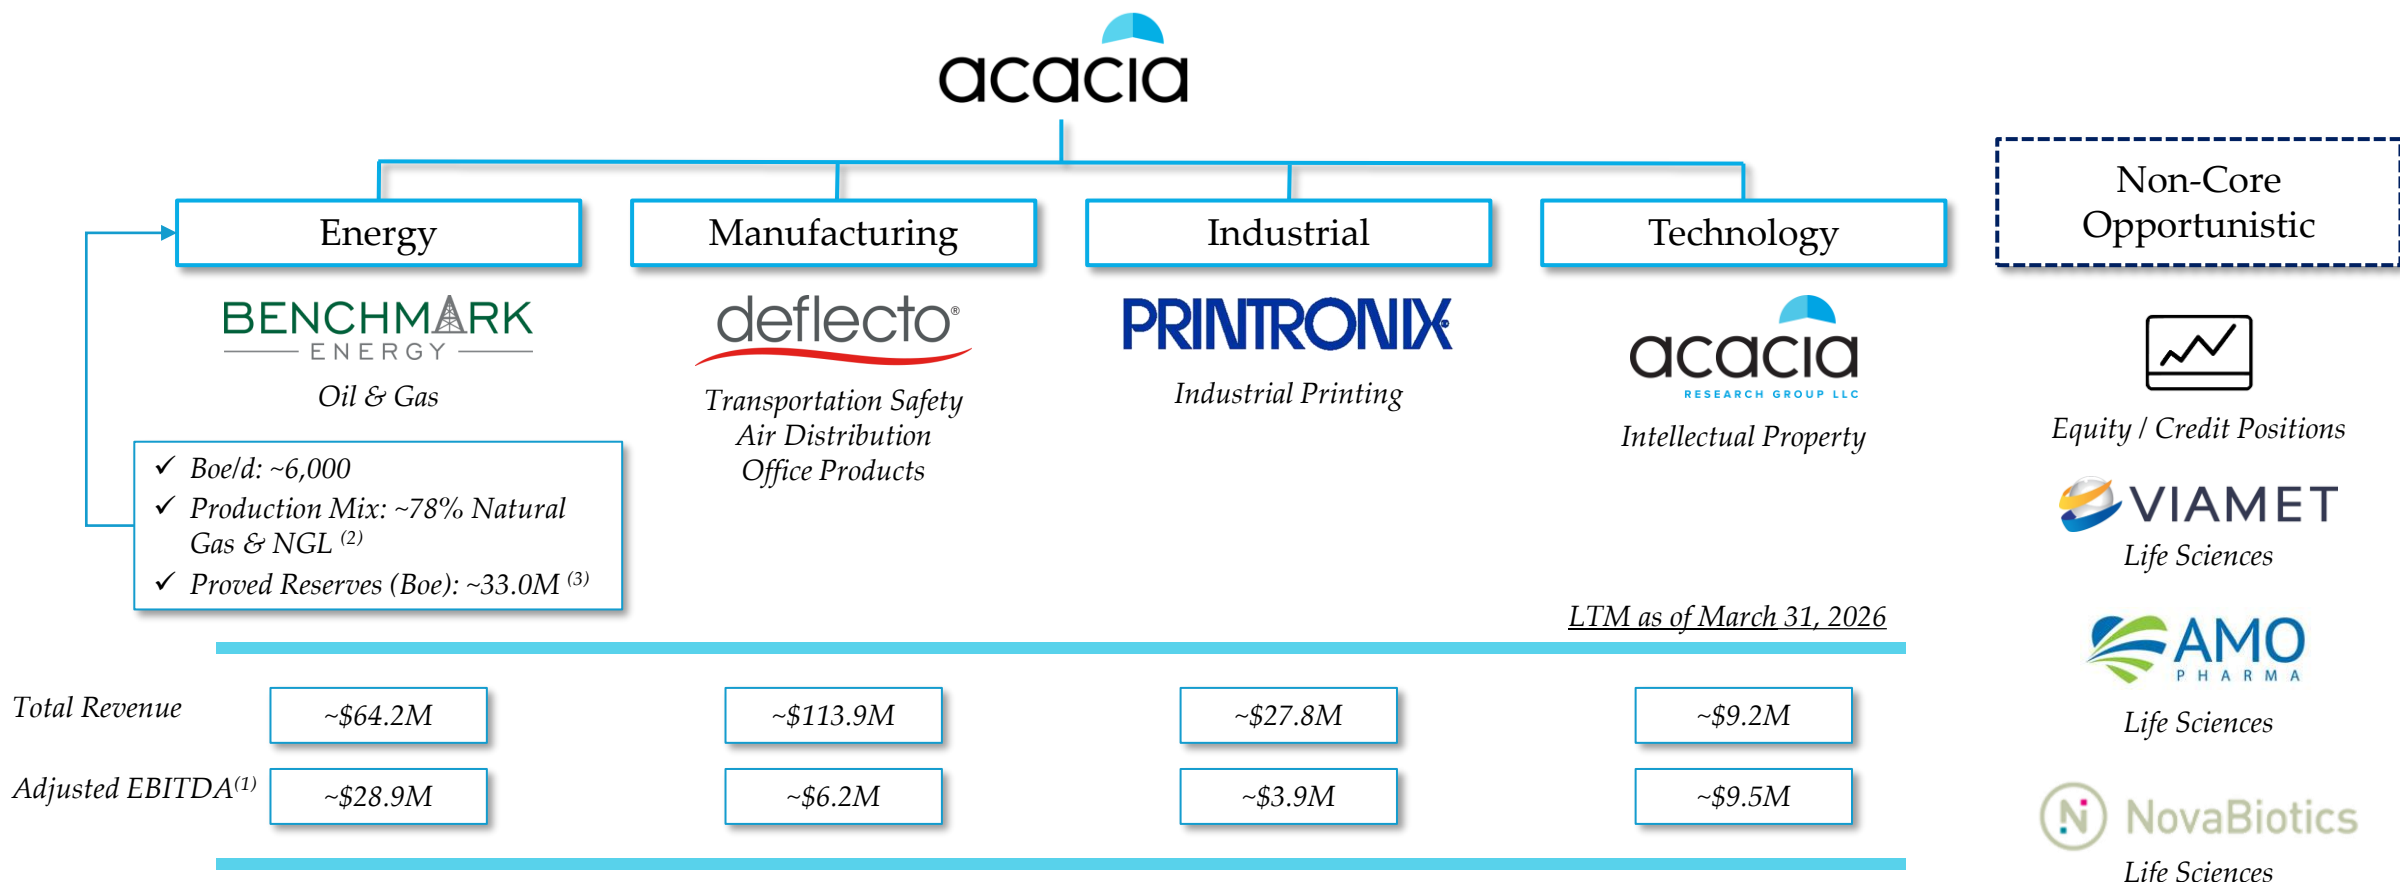 acacia
Energy
Manufacturing
Industrial
Technology
Non-Core
Opportunistic
BENCHMARK
ENERGY
Oil & Gas
✓ Boe/d: ~6,000
✓ Production Mix: ~78% Natural
Gas & NGL (2)
✓ Proved Reserves (Boe): ~33.0M (3)
deflecto®
Transportation Safety
Air Distribution
Office Products
PRINTRONIX
Industrial Printing
acacia
RESEARCH GROUP LLC
Intellectual Property
Equity / Credit Positions
VIAMET
Life Sciences
AMO
PHARMA
Life Sciences
N NovaBiotics
Life Sciences
LTM as of March 31, 2026
Total Revenue ~$64.2M ~$113.9M ~$27.8M ~$9.2M
Adjusted EBITDA(1) ~$28.9M ~$6.2M ~$3.9M ~$9.5M